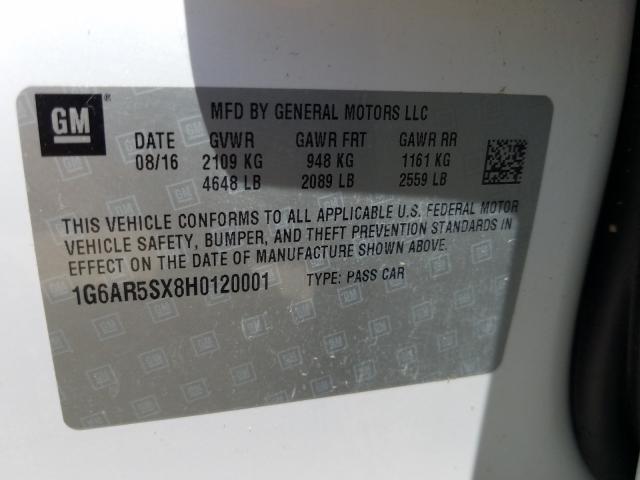 GM ®
MFD BY GENERAL MOTORS LLC
DATE GVWR GAWR FRT GAWR RR
08/16 2109 KG 948 KG 1161 KG
4648 LB 2089 LB 2559 LB
THIS VEHICLE CONFORMS TO ALL APPLICABLE U.S. FEDERAL MOTOR
VEHICLE SAFETY, BUMPER, AND THEFT PREVENTION STANDARDS IN
EFFECT ON THE DATE OF MANUFACTURE SHOWN ABOVE.
1G6AR5SX8H0120001 TYPE: PASS CAR